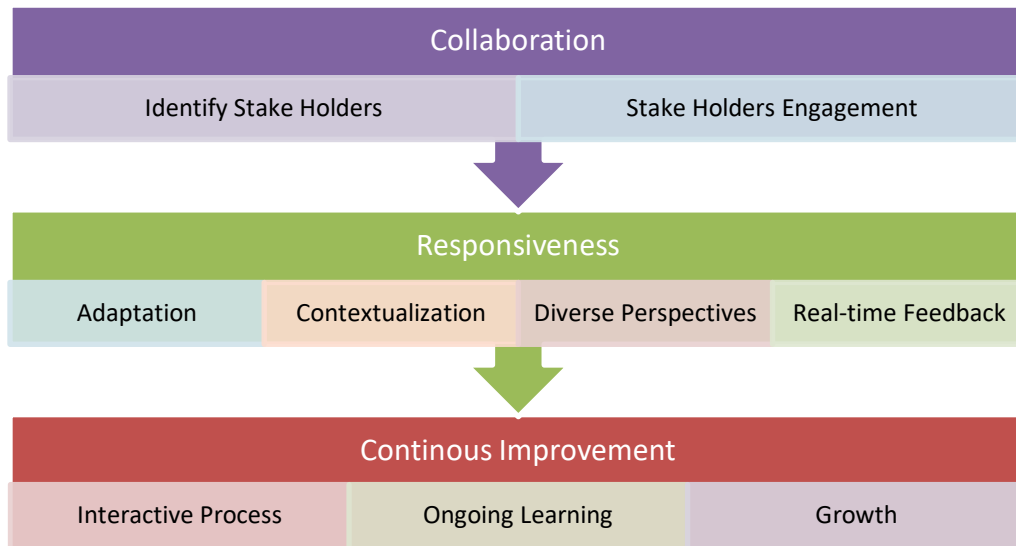 Collaboration
Identify Stake Holders Stake Holders Engagement
Responsiveness
Adaptation Contextualization Diverse Perspectives Real-time Feedback
Continous Improvement
Interactive Process Ongoing Learning Growth